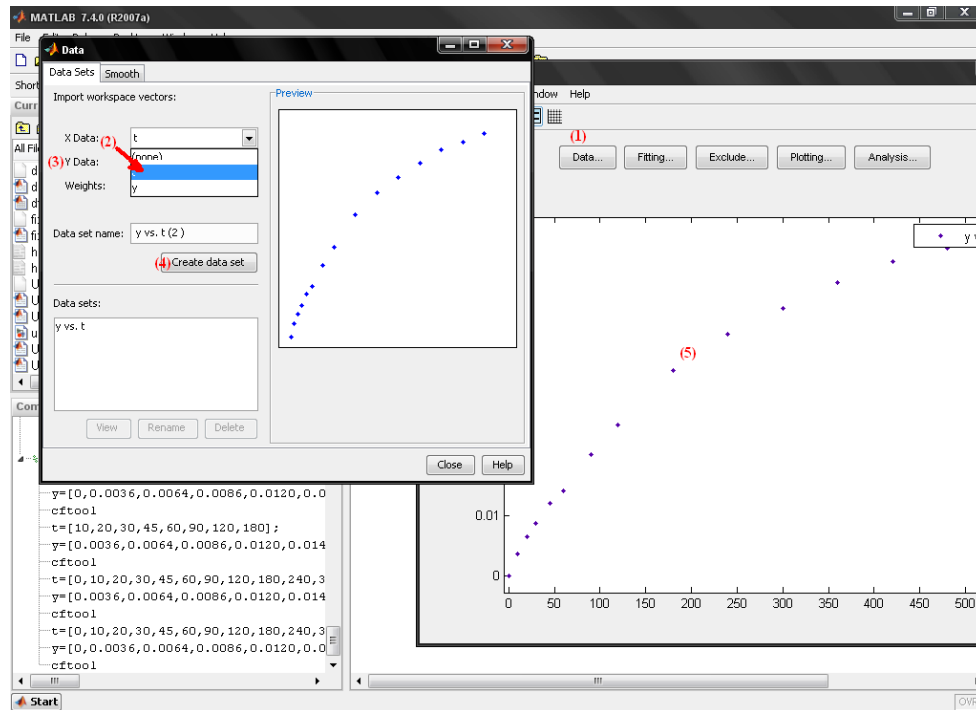 MATLAB 7.4.0 (R2007a)
File
Data
Data Sets Smooth
Import workspace vectors:
Preview
X Data: t
(2)
(none)
(3) Y Data:
Weights:
y
Data set name: y vs. t (2 )
(4) Create data set
Data sets:
y vs. t
View Rename Delete
Close Help
Help
(1)
Data... Fitting... Exclude... Plotting... Analysis...
(5)
0.01
0
0 50 100 150 200 250 300 350 400 450 500
y=[0,0.0036,0.0064,0.0086,0.0120,0.0
cftool
t=[10,20,30,45,60,90,120,180];
y=[0.0036,0.0064,0.0086,0.0120,0.014
cftool
t=[0,10,20,30,45,60,90,120,180,240,3
y=[0.0036,0.0064,0.0086,0.0120,0.014
cftool
t=[0,10,20,30,45,60,90,120,180,240,3
y=[0,0.0036,0.0064,0.0086,0.0120,0.0
cftool
Start